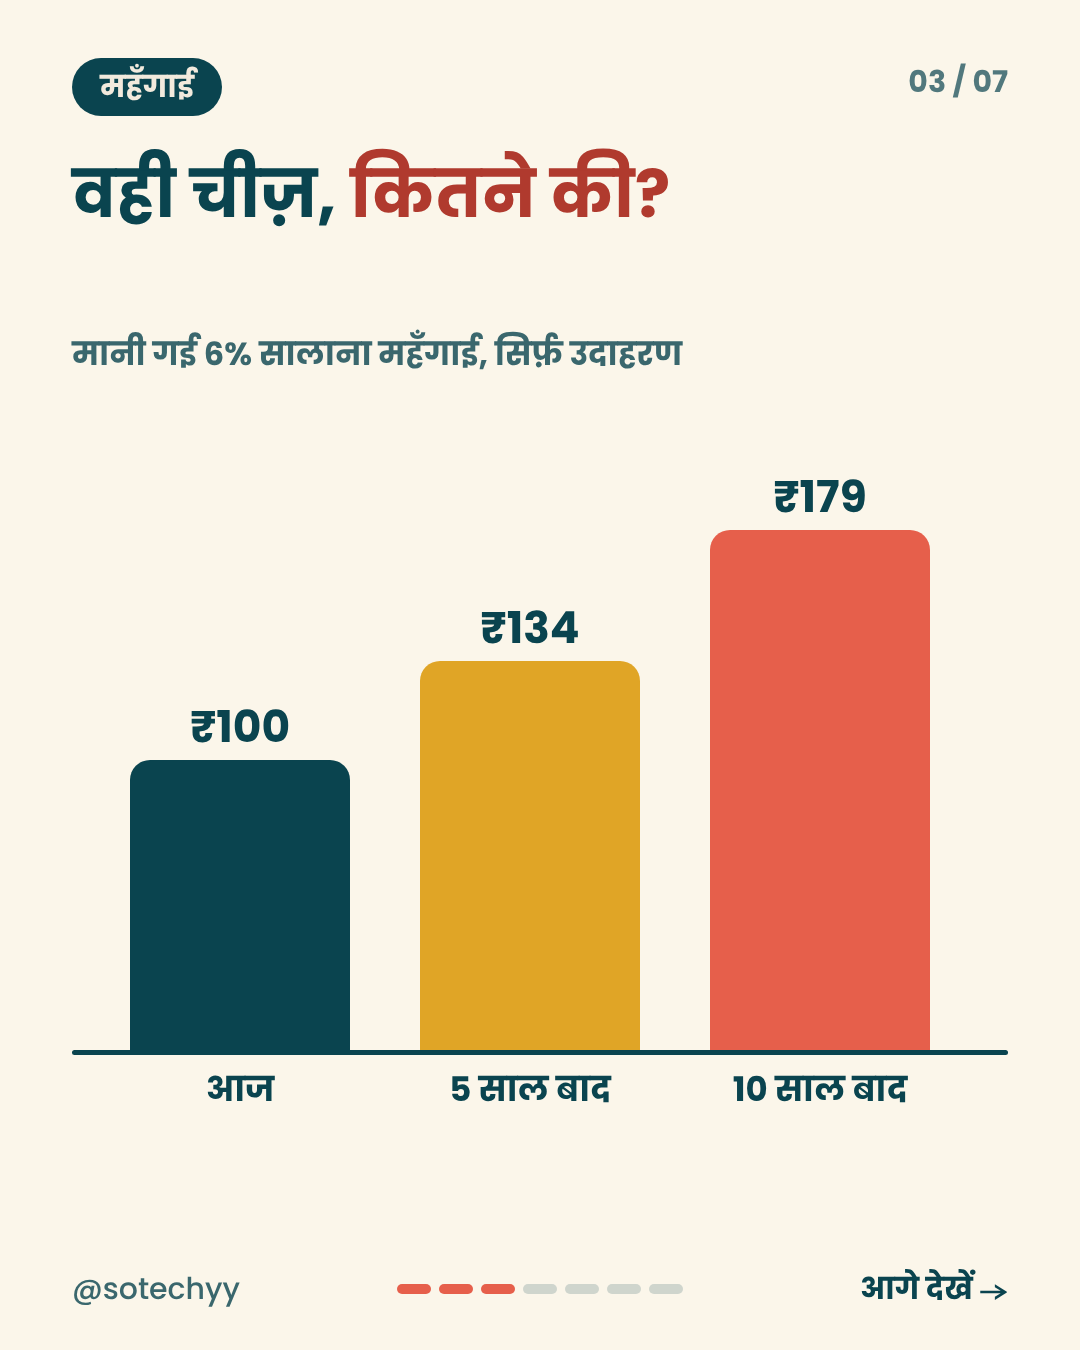 महँगाई
03 / 07
वही चीज़, कितने की?
मानी गई 6% सालाना महँगाई, सिर्फ़ उदाहरण
₹179
₹134
₹100
आज
5 साल बाद
10 साल बाद
@sotechyy
आगे देखें →